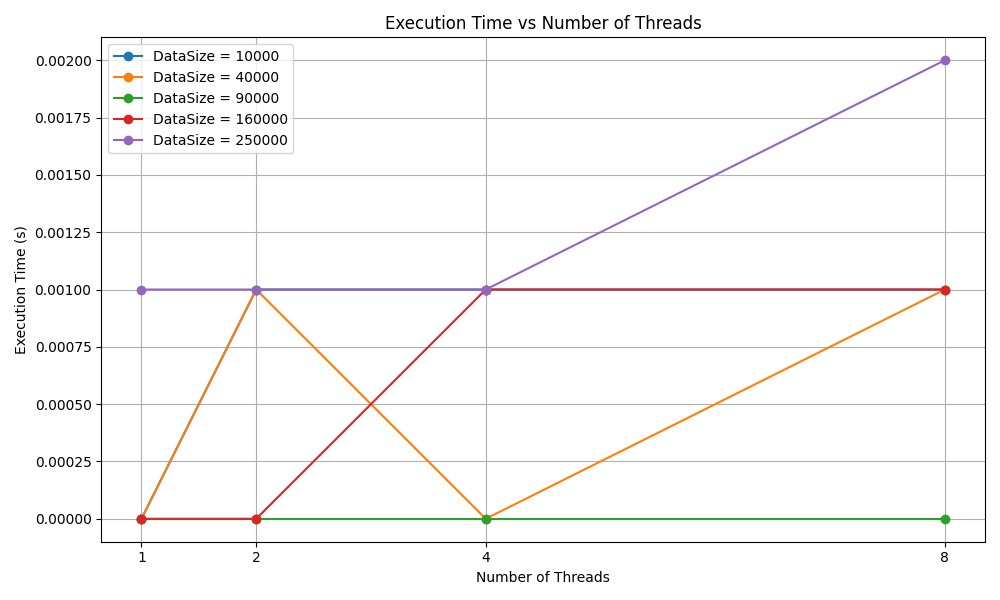 Execution Time vs Number of Threads
DataSize = 10000
DataSize = 40000
DataSize = 90000
DataSize = 160000
DataSize = 250000
Execution Time (s)
0.00200
0.00175
0.00150
0.00125
0.00100
0.00075
0.00050
0.00025
0.00000
1 2 4 8
Number of Threads